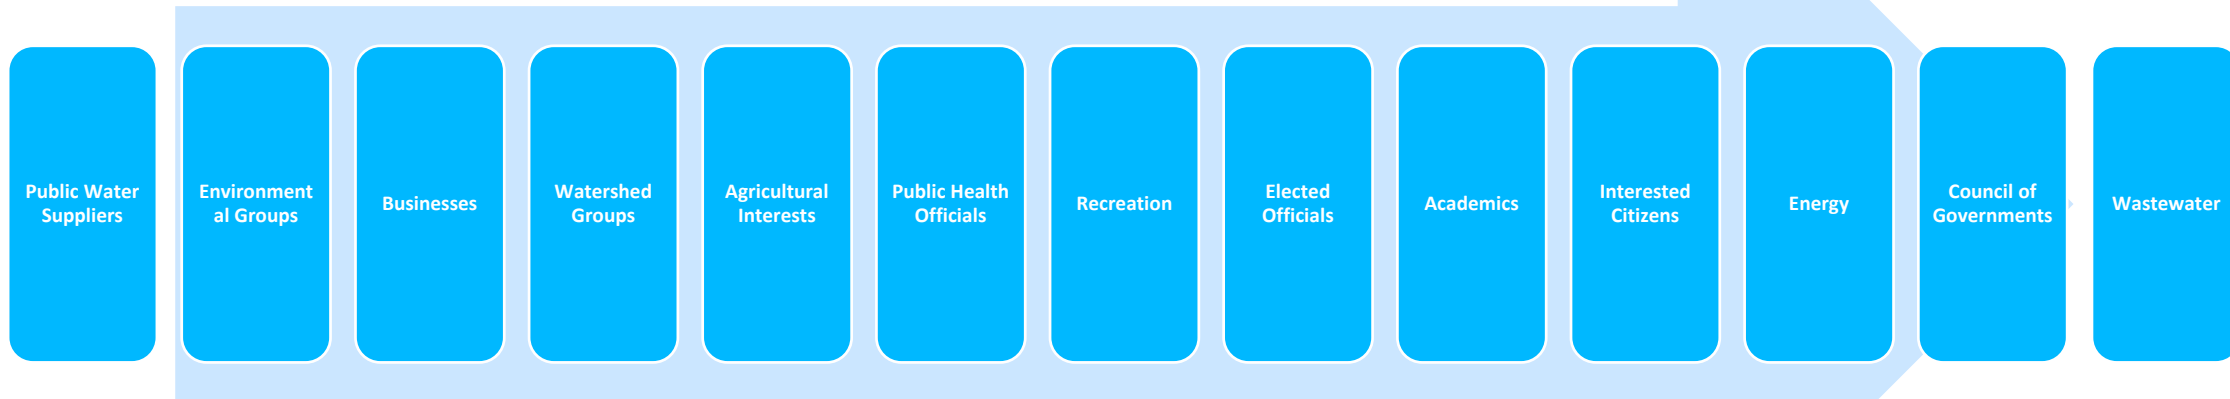 Public Water
Suppliers
Environment
al Groups
Businesses
Watershed
Groups
Agricultural
Interests
Public Health
Officials
Recreation
Elected
Officials
Academics
Interested
Citizens
Energy
Council of
Governments
Wastewater